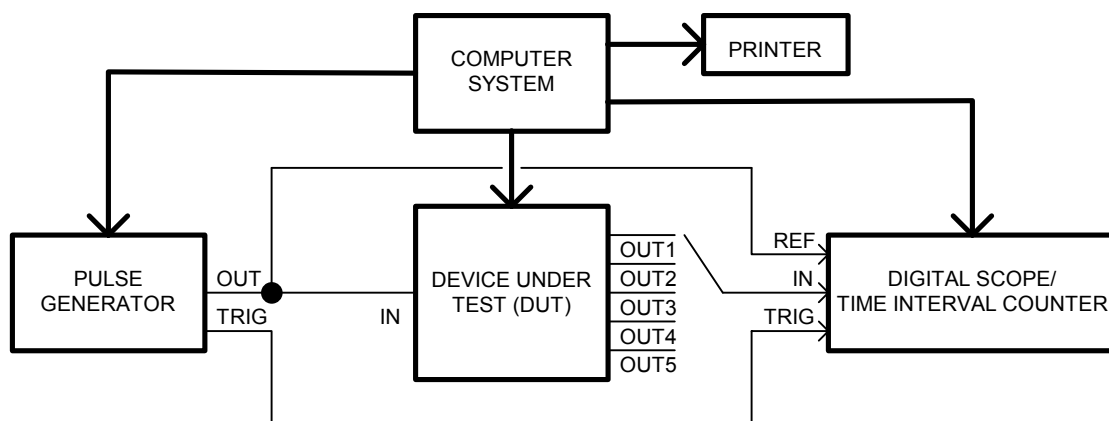 COMPUTER
SYSTEM
PRINTER
PULSE
GENERATOR
OUT
TRIG
IN
DEVICE UNDER
TEST (DUT)
OUT1
OUT2
OUT3
OUT4
OUT5
REF
IN
TRIG
DIGITAL SCOPE/
TIME INTERVAL COUNTER